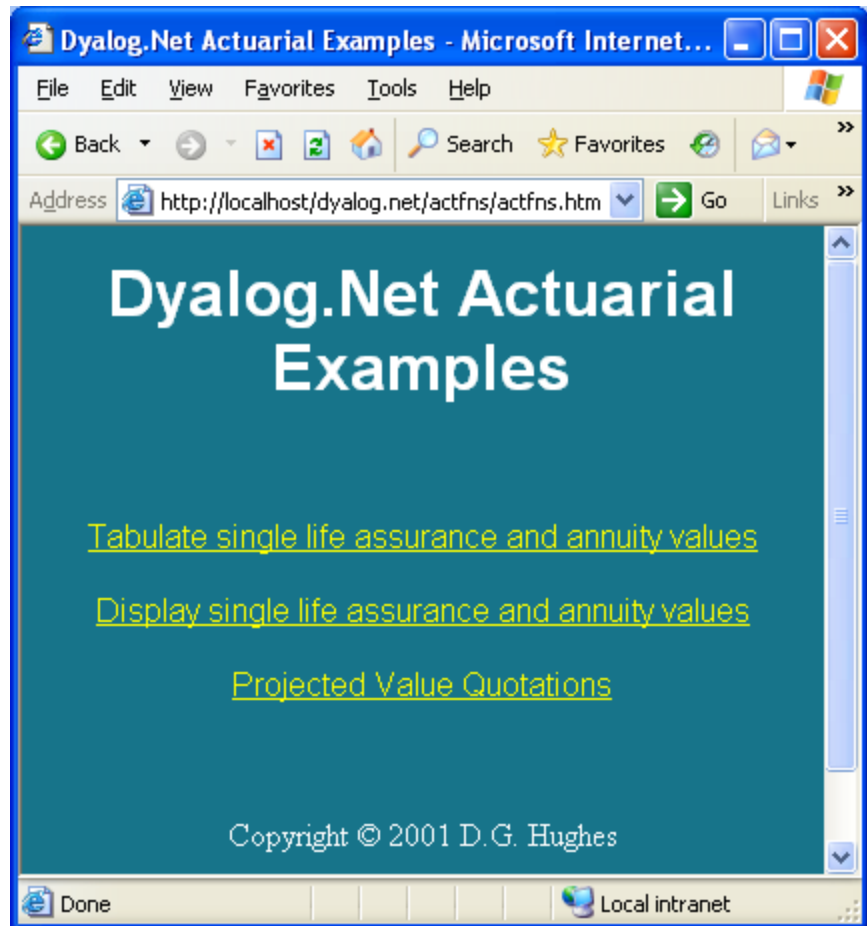 Dyalog.Net Actuarial Examples - Microsoft Internet...
File Edit View Favorites Tools Help
Back Search Favorites »
Address http://localhost/dyalog.net/actfns/actfns.htm Go Links »
Dyalog.Net Actuarial
Examples
Tabulate single life assurance and annuity values
Display single life assurance and annuity values
Projected Value Quotations
Copyright © 2001 D.G. Hughes
Done Local intranet